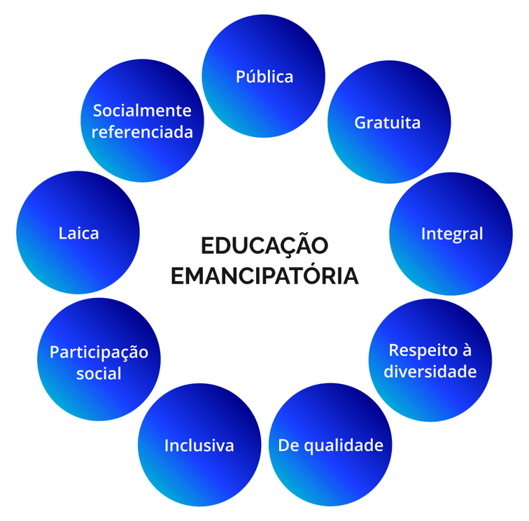 Pública
Gratuita
Integral
Respeito à
diversidade
De qualidade
Inclusiva
Participação
social
Laica
Socialmente
referenciada
EDUCAÇÃO
EMANCIPATÓRIA